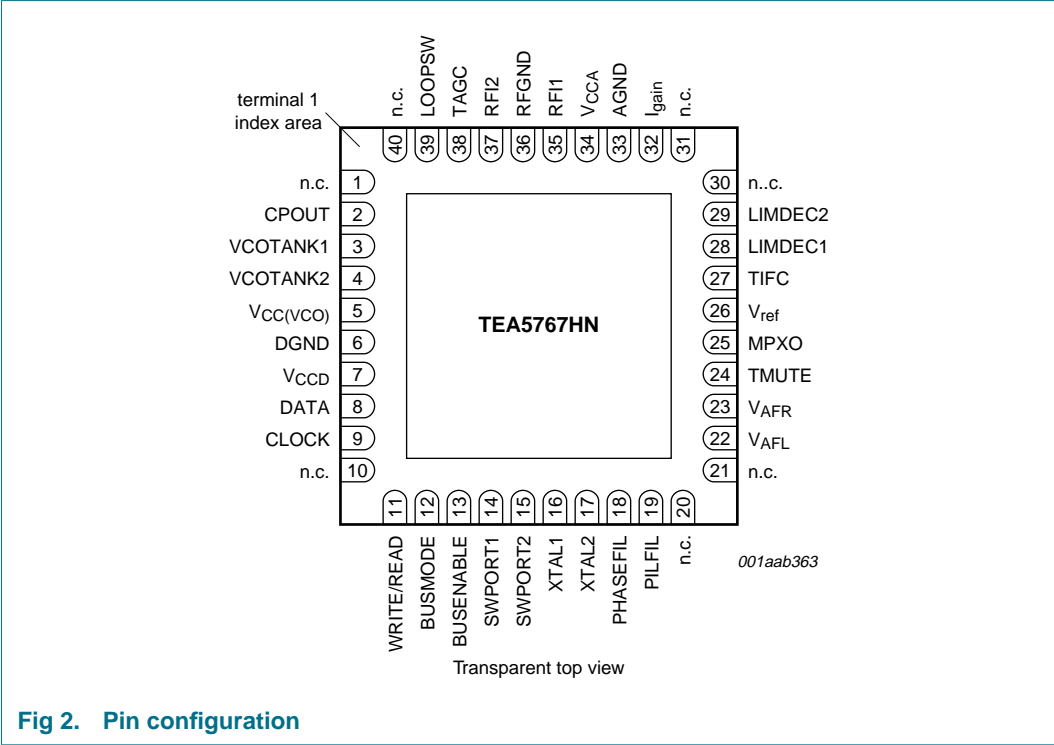 n.c.
LOOPSW
TAGC
RFI2
RFGND
RFI1
VCCA
AGND
Igain
n.c.
terminal 1
index area
40 39 38 37 36 35 34 33 32 31
n.c. 1
CPOUT 2
VCOTANK1 3
VCOTANK2 4
VCC(VCO) 5
DGND 6
VCCD 7
DATA 8
CLOCK 9
n.c. 10
TEA5767HN
30 n..c.
29 LIMDEC2
28 LIMDEC1
27 TIFC
26 Vref
25 MPXO
24 TMUTE
23 VAFR
22 VAFL
21 n.c.
11 12 13 14 15 16 17 18 19 20
WRITE/READ
BUSMODE
BUSENABLE
SWPORT1
SWPORT2
XTAL1
XTAL2
PHASEFIL
PILFIL
n.c.
001aab363
Transparent top view
Fig 2. Pin configuration